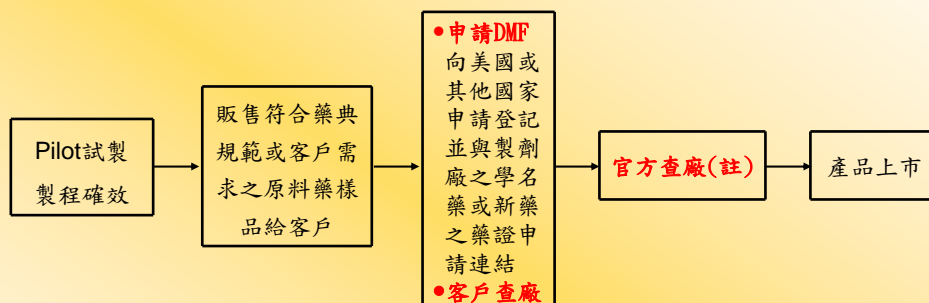 Pilot試製
製程確效
販售符合藥典
規範或客戶需
求之原料藥樣
品給客戶
•申請DMF
向美國或
其他國家
申請登記
並與製劑
廠之學名
藥或新藥
之藥證申
請連結
•客戶查廠
官方查廠(註)
產品上市